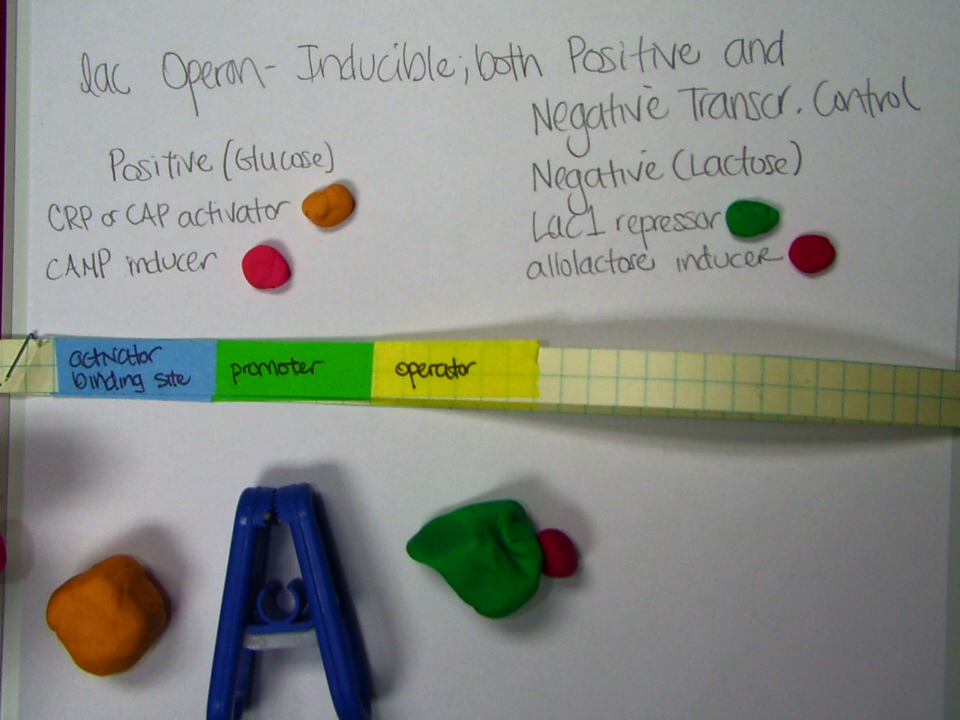 lac Operon- Inducible; both Positive and
Negative Transcr. Control
Positive (Glucose)
CRP or CAP activator
CAMP inducer
Negative (Lactose)
LacI repressor
allolactose inducer
activator
binding site
promoter
operator